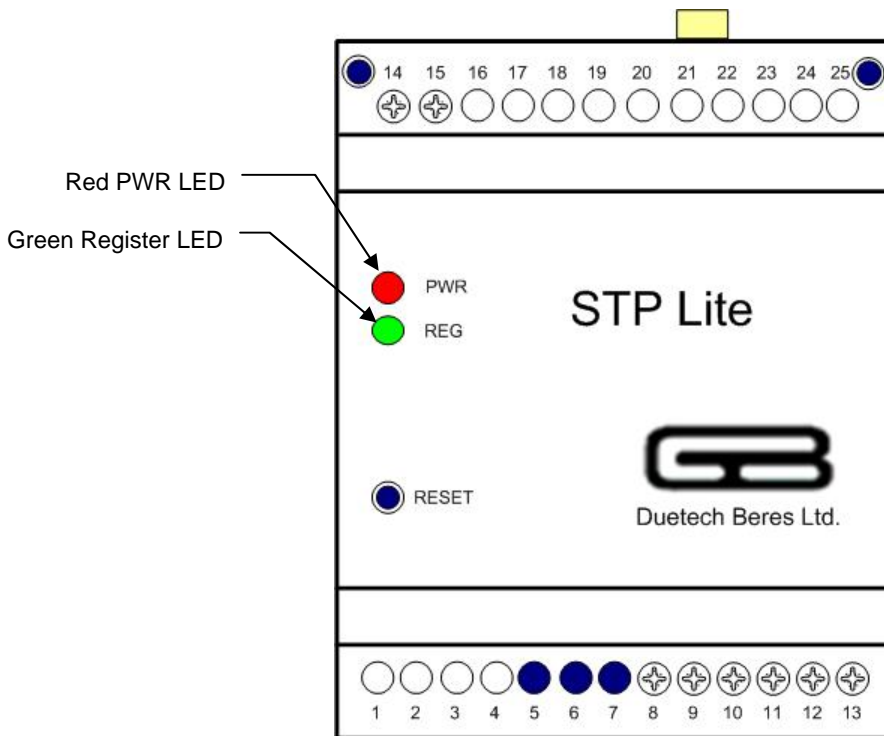 14 15 16 17 18 19 20 21 22 23 24 25
Red PWR LED
Green Register LED
PWR
STP Lite
REG
RESET
Duetech Beres Ltd.
1 2 3 4 5 6 7 8 9 10 11 12 13